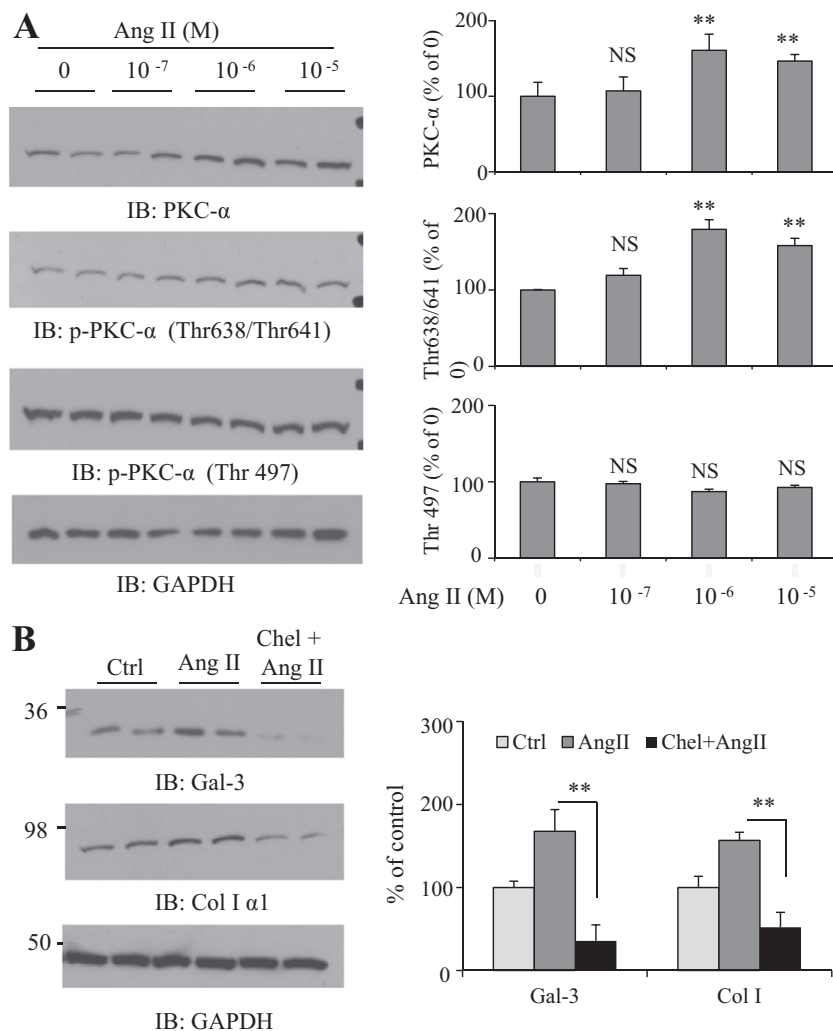 A
Ang II (M)
0 10 -7 10 -6 10 -5
IB: PKC-α
IB: p-PKC-α (Thr638/Thr641)
IB: p-PKC-α (Thr 497)
IB: GAPDH
PKC-α (% of 0)
200
100
0
NS
**
**
Thr638/641 (% of 0)
200
100
0
NS
**
**
Thr 497 (% of 0)
200
100
0
NS
NS
NS
Ang II (M) 0 10 -7 10 -6 10 -5
B
Ctrl Ang II Chel + Ang II
36
IB: Gal-3
98
IB: Col I α1
50
IB: GAPDH
% of control
300
200
100
0
Ctrl AngII Chel+AngII
**
**
Gal-3 Col I